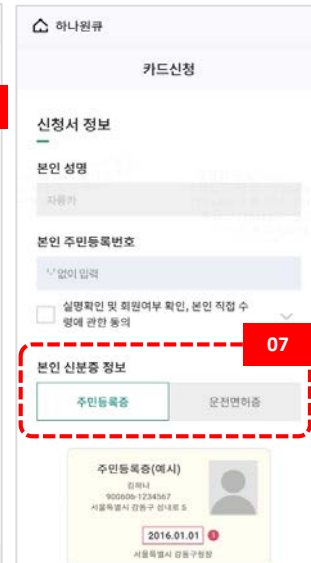 하나원큐
카드신청
신청서 정보
본인 성명
본인 주민등록번호
'-' 없이 입력
실명확인 및 회원여부 확인, 본인 직접 수
령에 관한 동의
07
본인 신분증 정보
주민등록증
운전면허증
주민등록증(예시)
김하나
900606-1234567
서울특별시 강동구 성내로 5
2016.01.01
서울특별시 강동구청장